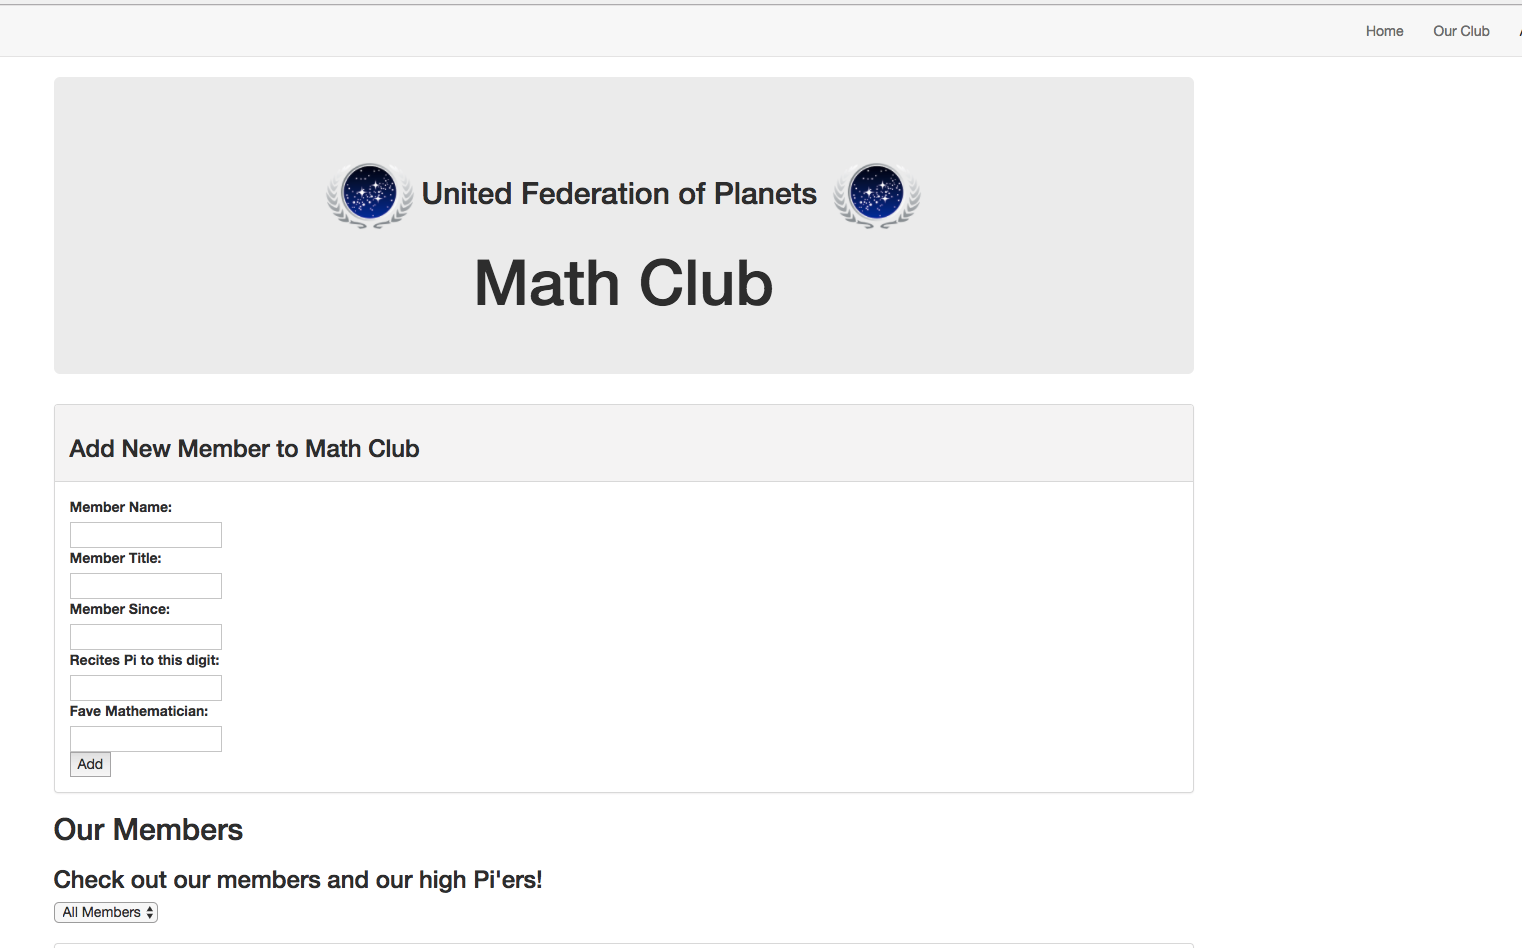 Home Our Club
United Federation of Planets
Math Club
Add New Member to Math Club
Member Name:
Member Title:
Member Since:
Recites Pi to this digit:
Fave Mathematician:
Add
Our Members
Check out our members and our high Pi'ers!
All Members